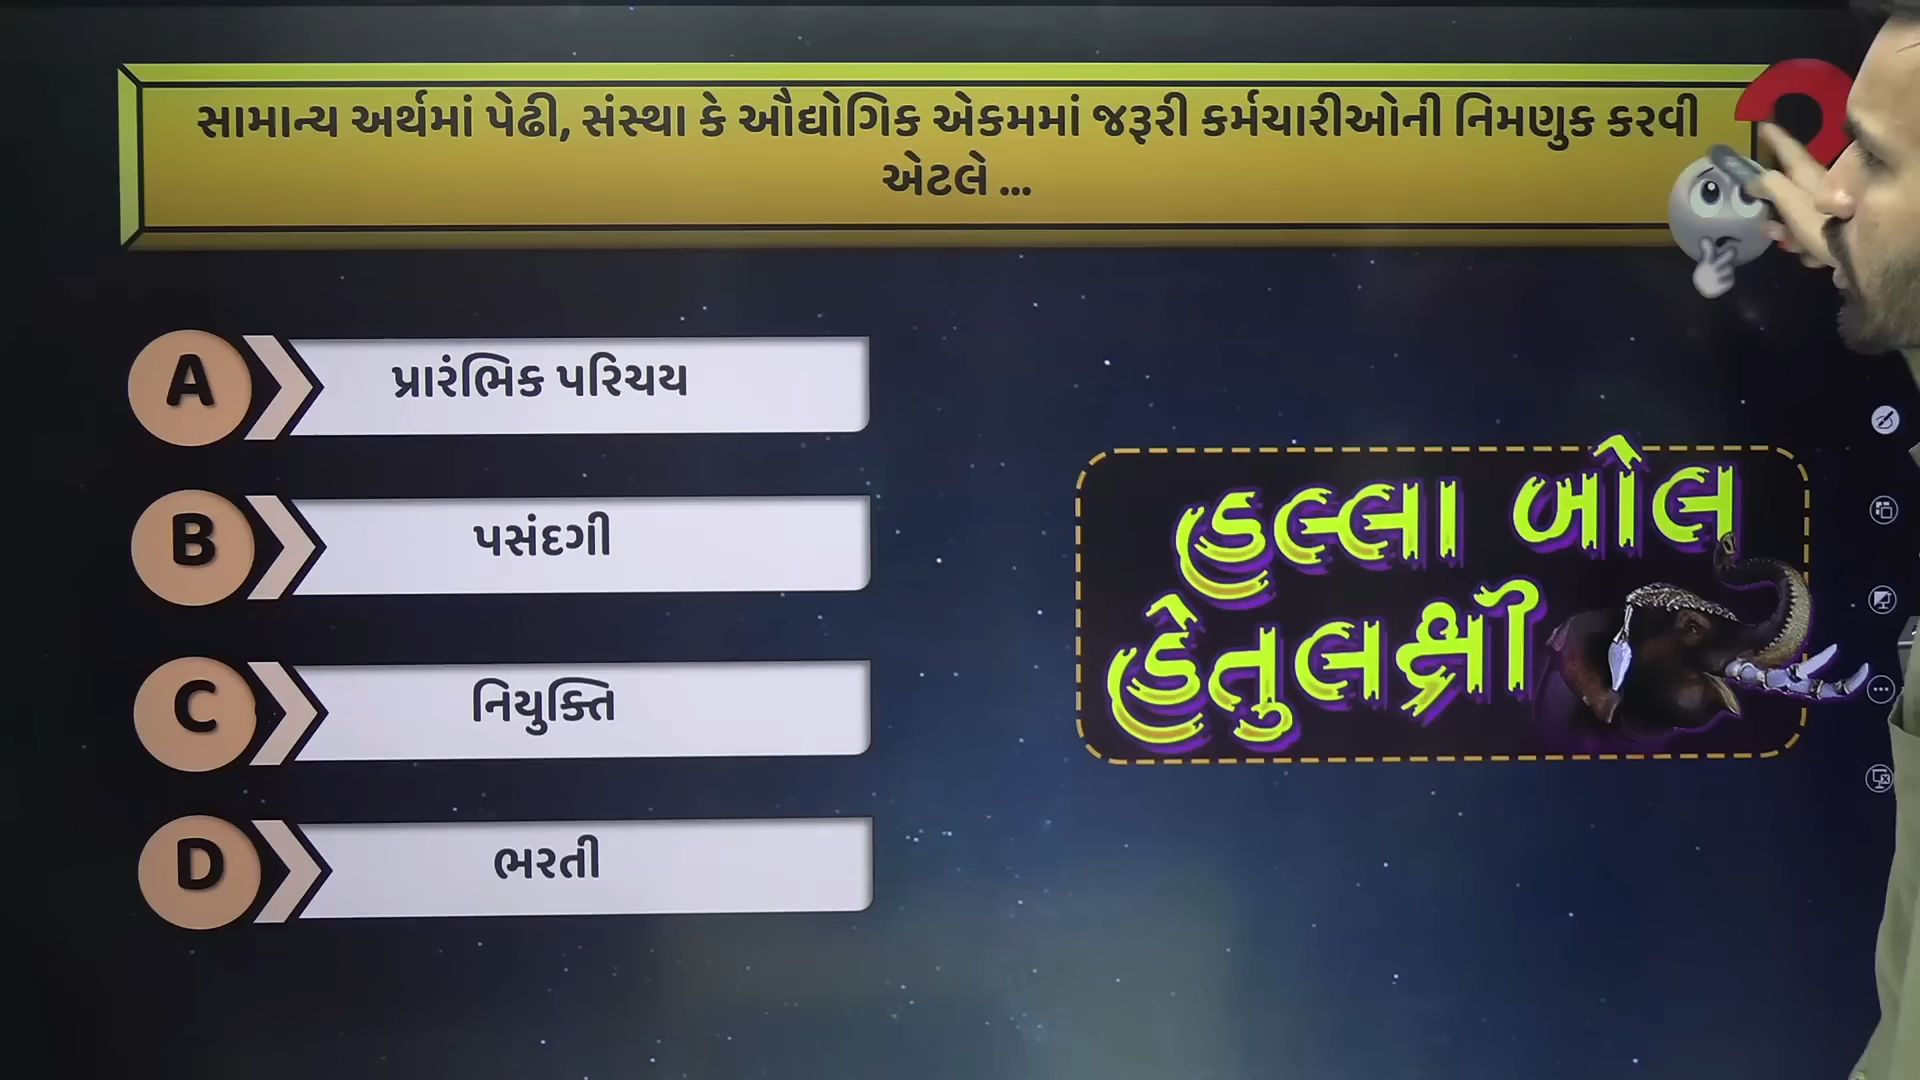 સામાન્ય અર્થમાં પેઢી, સંસ્થા કે ઔદ્યોગિક એકમમાં જરૂરી કર્મચારીઓની નિમણુક કરવી
એટલે ...
A પ્રારંભિક પરિચય
B પસંદગી
C નિયુક્તિ
D ભરતી
હલ્લા બોલ
હેતુલક્ષી